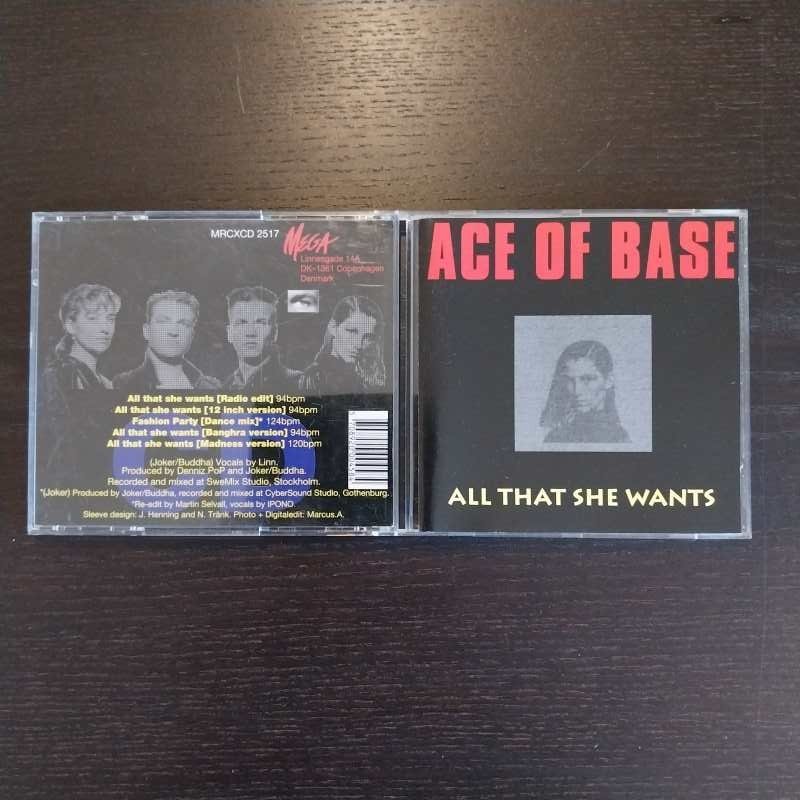 MRCXCD 2517
MEGA
Linnesgade 14A
DK-1361 Copenhagen
Denmark
All that she wants [Radio edit] 94bpm
All that she wants [12 inch version] 94bpm
Fashion Party [Dance mix]* 124bpm
All that she wants [Banghra version] 94bpm
All that she wants [Madness version] 120bpm
(Joker/Buddha) Vocals by Linn.
Produced by Denniz PoP and Joker/Buddha.
Recorded and mixed at SweMix Studio, Stockholm.
*(Joker) Produced by Joker/Buddha, recorded and mixed at CyberSound Studio, Gothenburg.
*Re-edit by Martin Selvall, vocals by IPONO.
Sleeve design: J. Henning and N. Tränk. Photo + Digitaledit: Marcus.A.
ACE OF BASE
ALL THAT SHE WANTS